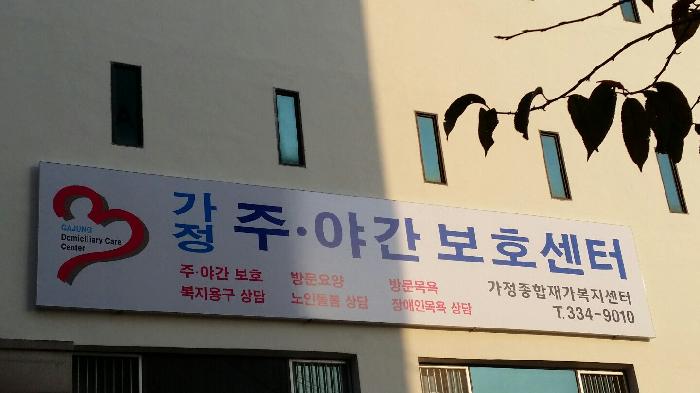 GAJUNG
Domiciliary Care
Center
가정 주·야간 보호센터
주·야간 보호 방문요양 방문목욕
복지용구 상담 노인돌봄 상담 장애인목욕 상담
가정종합재가복지센터
T.334-9010